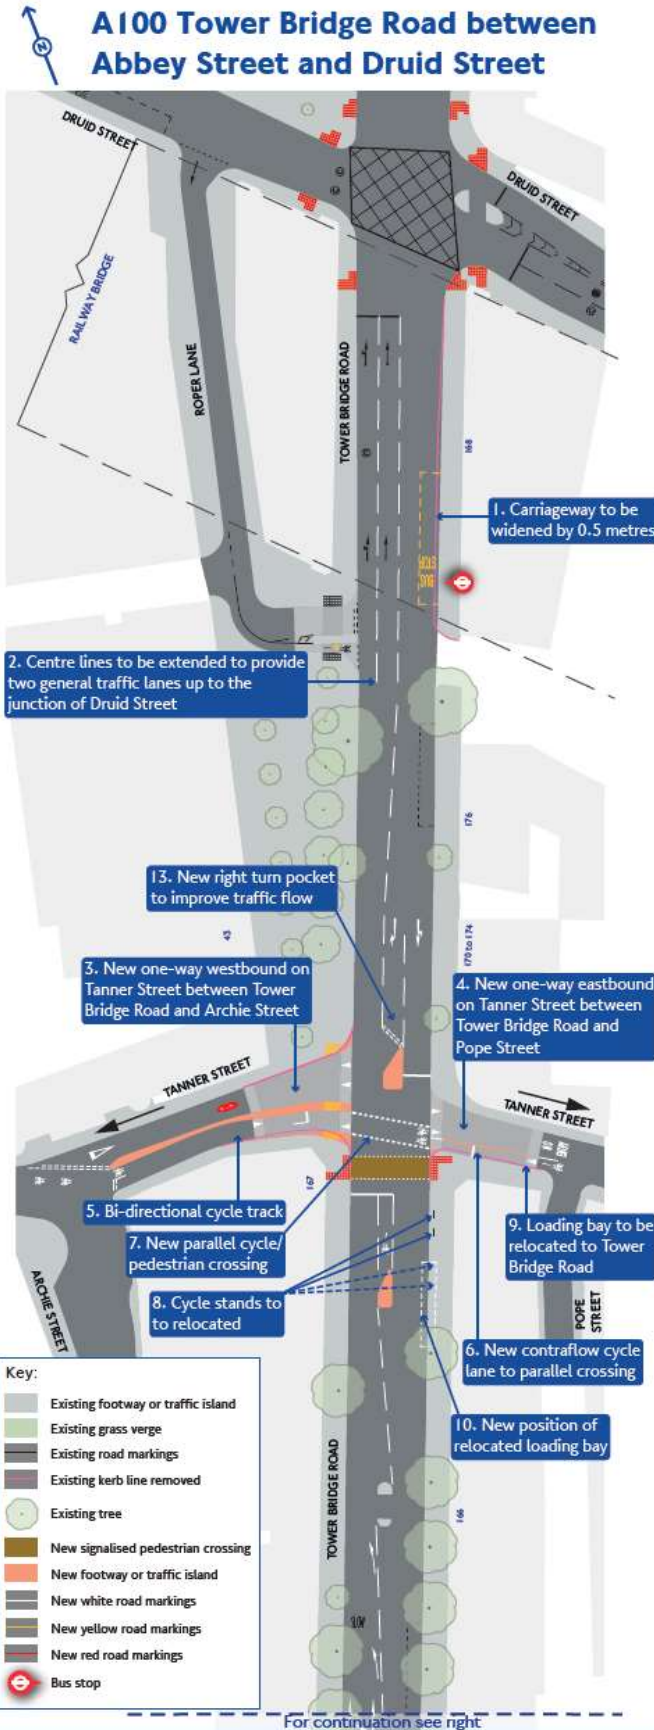 N
A100 Tower Bridge Road between
Abbey Street and Druid Street
DRUID STREET
DRUID STREET
RAILWAY BRIDGE
ROPER LANE
TOWER BRIDGE ROAD
168
1. Carriageway to be
widened by 0.5 metres
BUS
STOP
2. Centre lines to be extended to provide
two general traffic lanes up to the
junction of Druid Street
176
13. New right turn pocket
to improve traffic flow
43
170 to 174
3. New one-way westbound on
Tanner Street between Tower
Bridge Road and Archie Street
4. New one-way eastbound
on Tanner Street between
Tower Bridge Road and
Pope Street
TANNER STREET
TANNER STREET
167
5. Bi-directional cycle track
7. New parallel cycle/
pedestrian crossing
9. Loading bay to be
relocated to Tower
Bridge Road
8. Cycle stands to
to relocated
ARCHIE STREET
POPE
STREET
6. New contraflow cycle
lane to parallel crossing
10. New position of
relocated loading bay
TOWER BRIDGE ROAD
166
Key:
Existing footway or traffic island
Existing grass verge
Existing road markings
Existing kerb line removed
Existing tree
New signalised pedestrian crossing
New footway or traffic island
New white road markings
New yellow road markings
New red road markings
Bus stop
For continuation see right